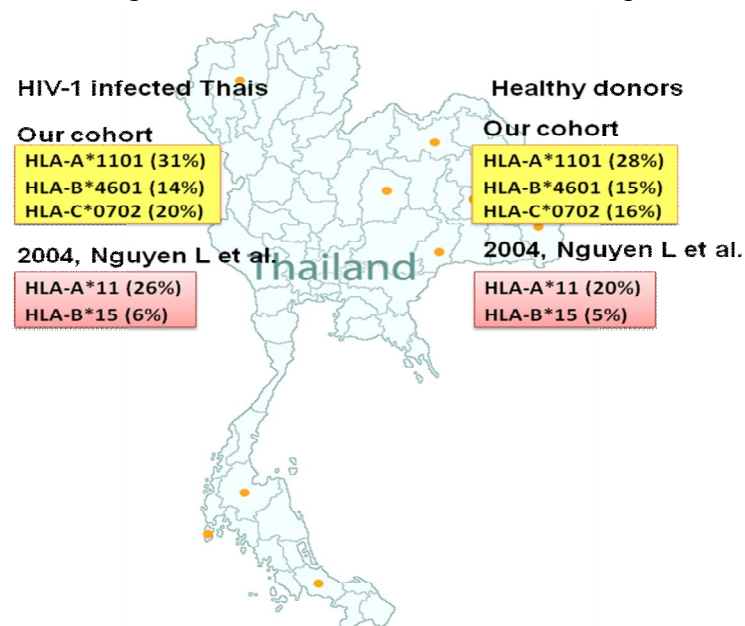 HIV-1 infected Thais
Our cohort
HLA-A*1101 (31%)
HLA-B*4601 (14%)
HLA-C*0702 (20%)
2004, Nguyen L et al.
HLA-A*11 (26%)
HLA-B*15 (6%)
Thailand
Healthy donors
Our cohort
HLA-A*1101 (28%)
HLA-B*4601 (15%)
HLA-C*0702 (16%)
2004, Nguyen L et al.
HLA-A*11 (20%)
HLA-B*15 (5%)